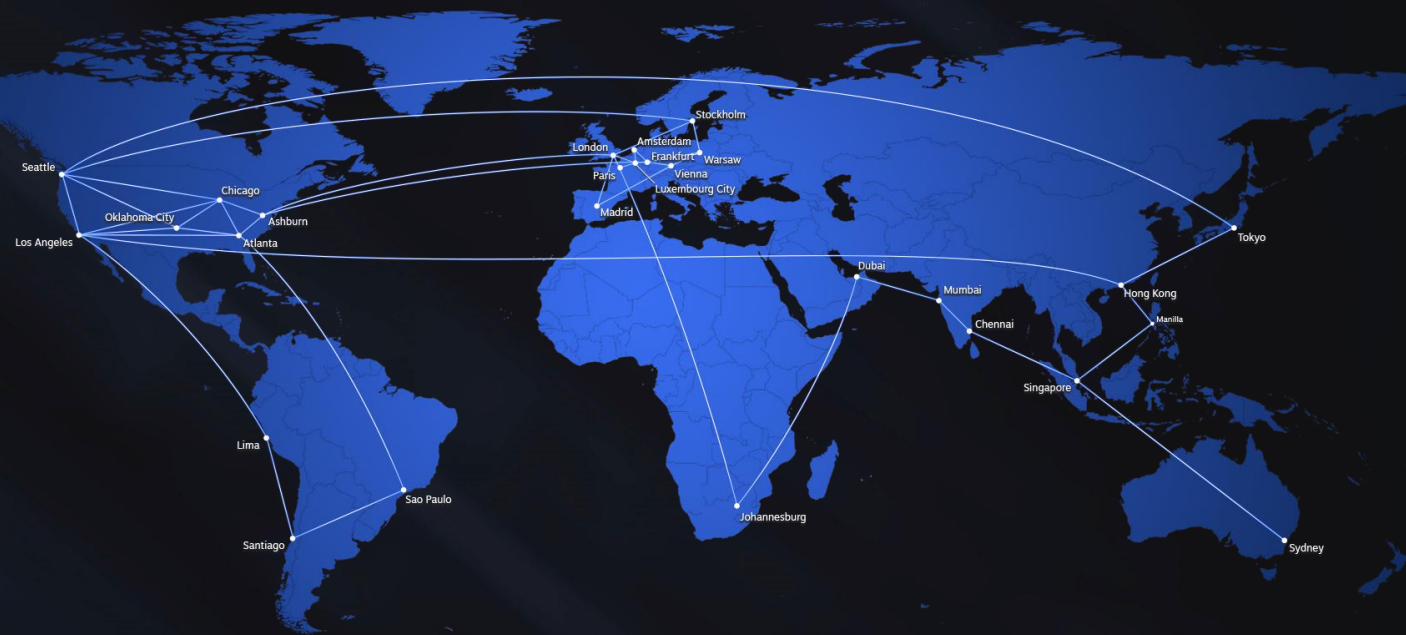 Stockholm
Amsterdam
London
Frankfurt
Warsaw
Seattle
Paris
Vienna
Luxembourg City
Chicago
Madrid
Oklahoma City
Ashburn
Los Angeles
Atlanta
Tokyo
Dubai
Mumbai
Hong Kong
Manilla
Chennai
Singapore
Lima
Sao Paulo
Johannesburg
Santiago
Sydney